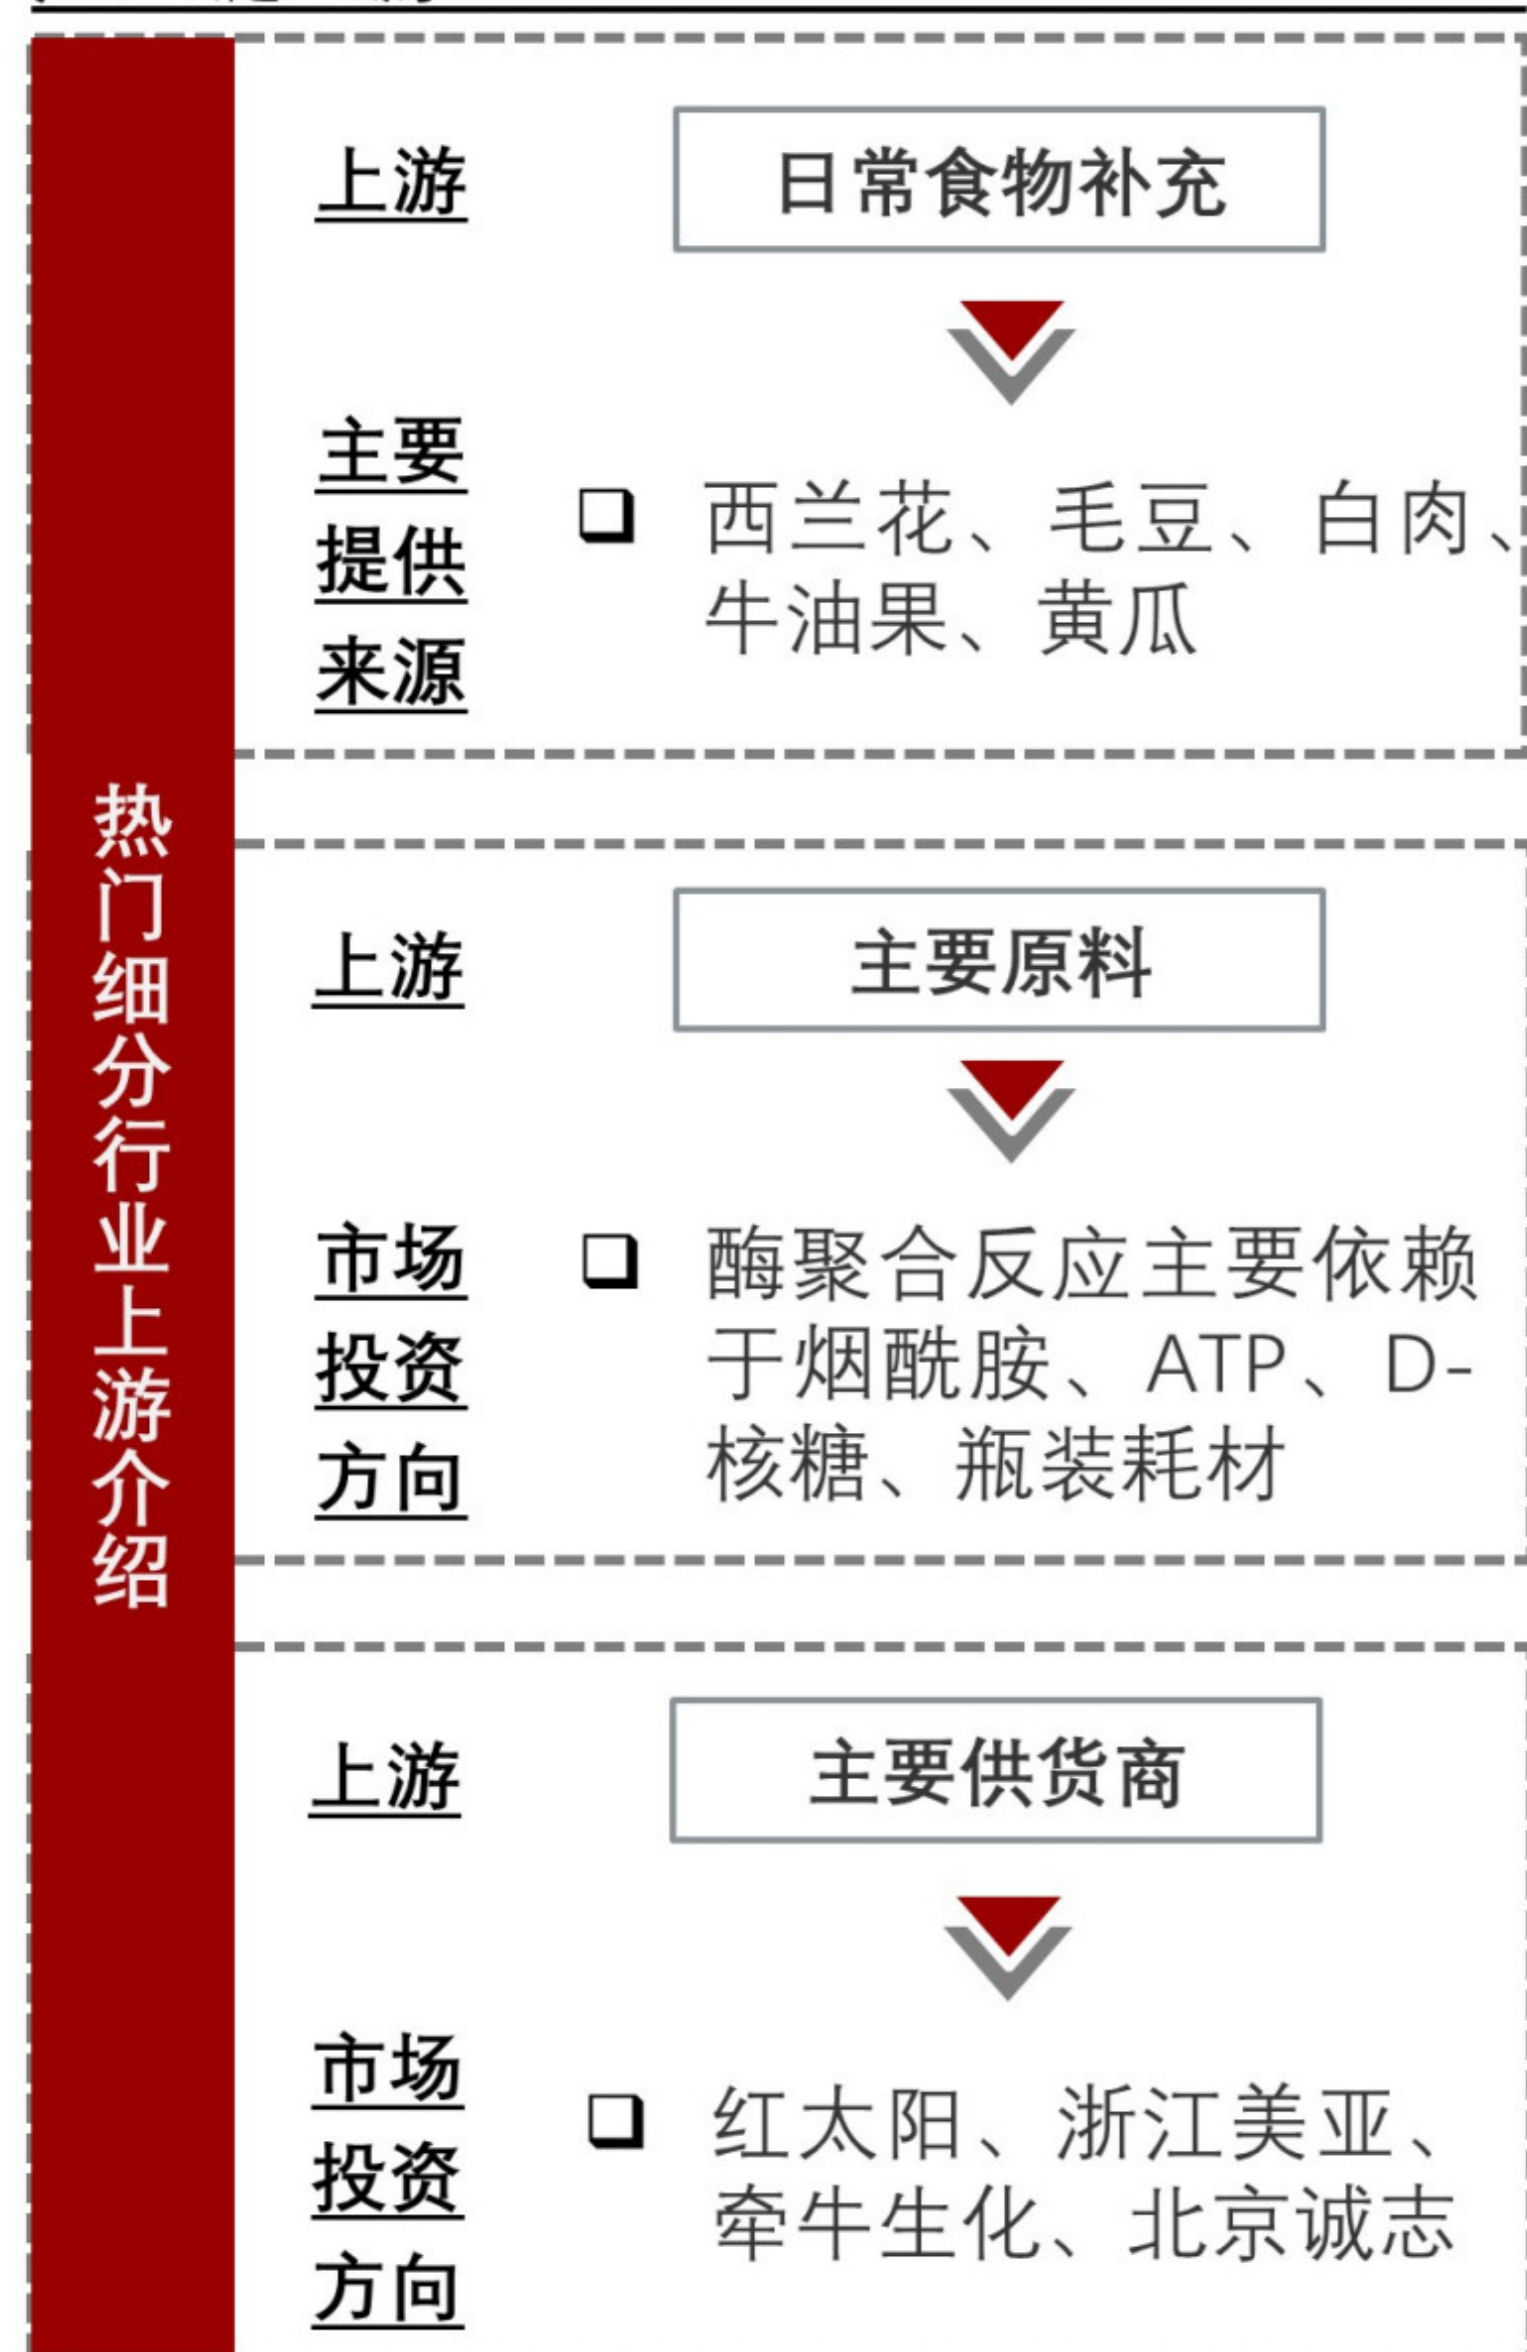 热门细分行业上游介绍
上游
日常食物补充
主要
提供
来源
❑ 西兰花、毛豆、白肉、
牛油果、黄瓜
上游
主要原料
市场
投资
方向
❑ 酶聚合反应主要依赖
于烟酰胺、ATP、D-
核糖、瓶装耗材
上游
主要供货商
市场
投资
方向
❑ 红太阳、浙江美亚、
牵牛生化、北京诚志